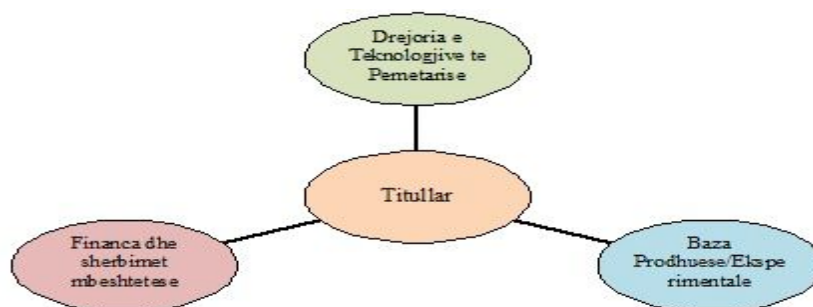 Drejoria e
Teknologjive te
Pemetarise
Titullar
Financa dhe
sherbimet
mbeshtetese
Baza
Prodhuese/Ekspe
rimentale